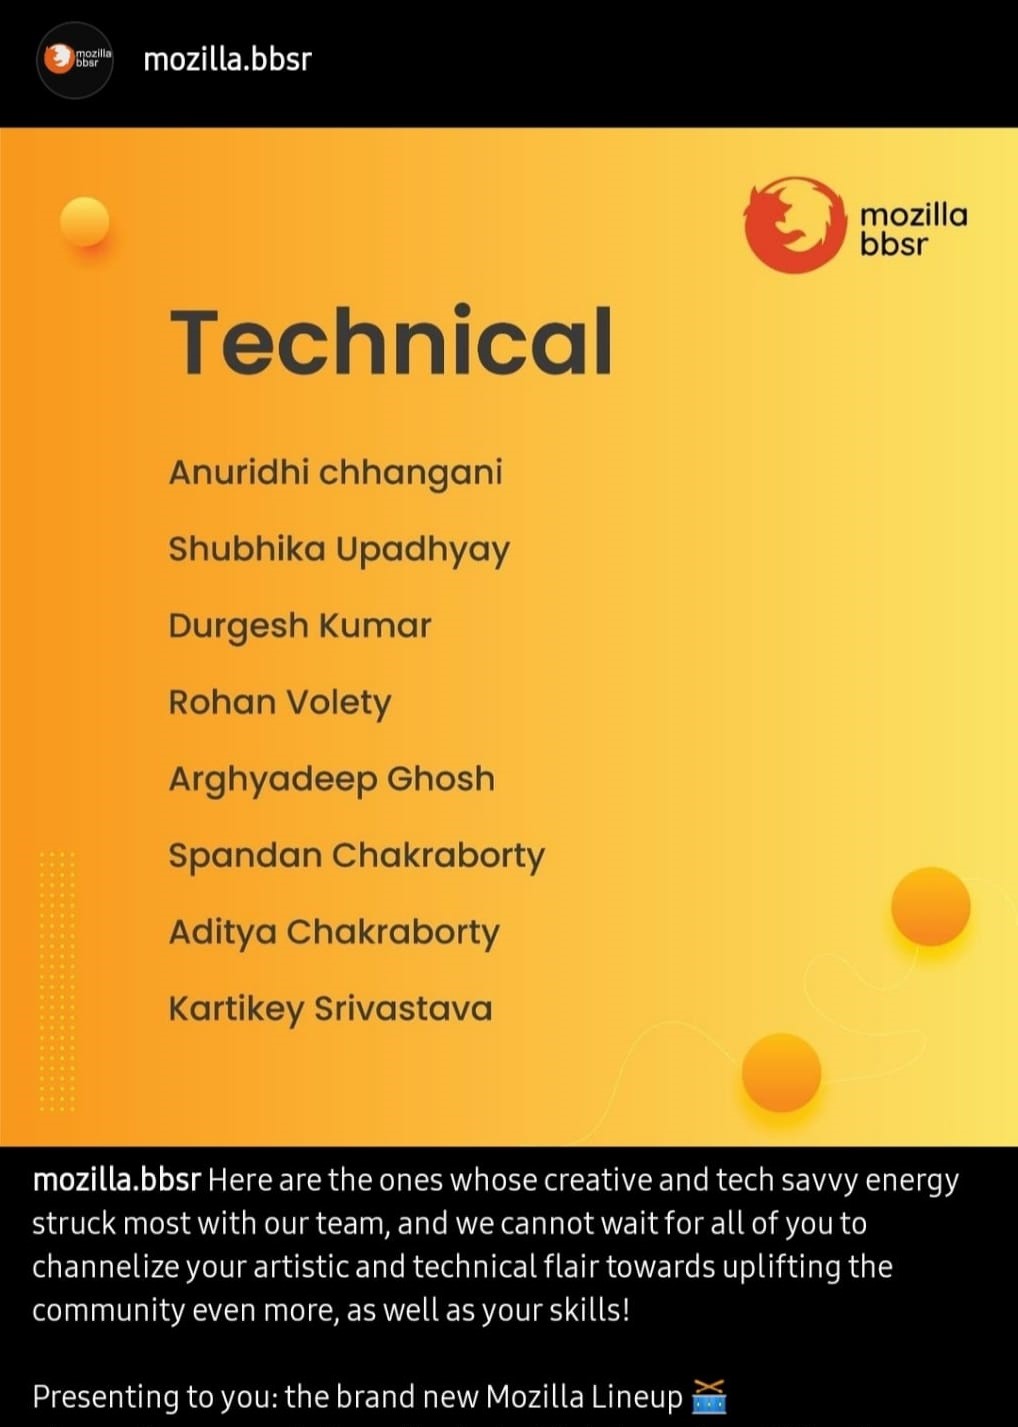 mozilla
bbsr
mozilla.bbsr
mozilla
bbsr
Technical
Anuridhi chhangani
Shubhika Upadhyay
Durgesh Kumar
Rohan Volety
Arghyadeep Ghosh
Spandan Chakraborty
Aditya Chakraborty
Kartikey Srivastava
mozilla.bbsr Here are the ones whose creative and tech savvy energy
struck most with our team, and we cannot wait for all of you to
channelize your artistic and technical flair towards uplifting the
community even more, as well as your skills!
Presenting to you: the brand new Mozilla Lineup 🥁